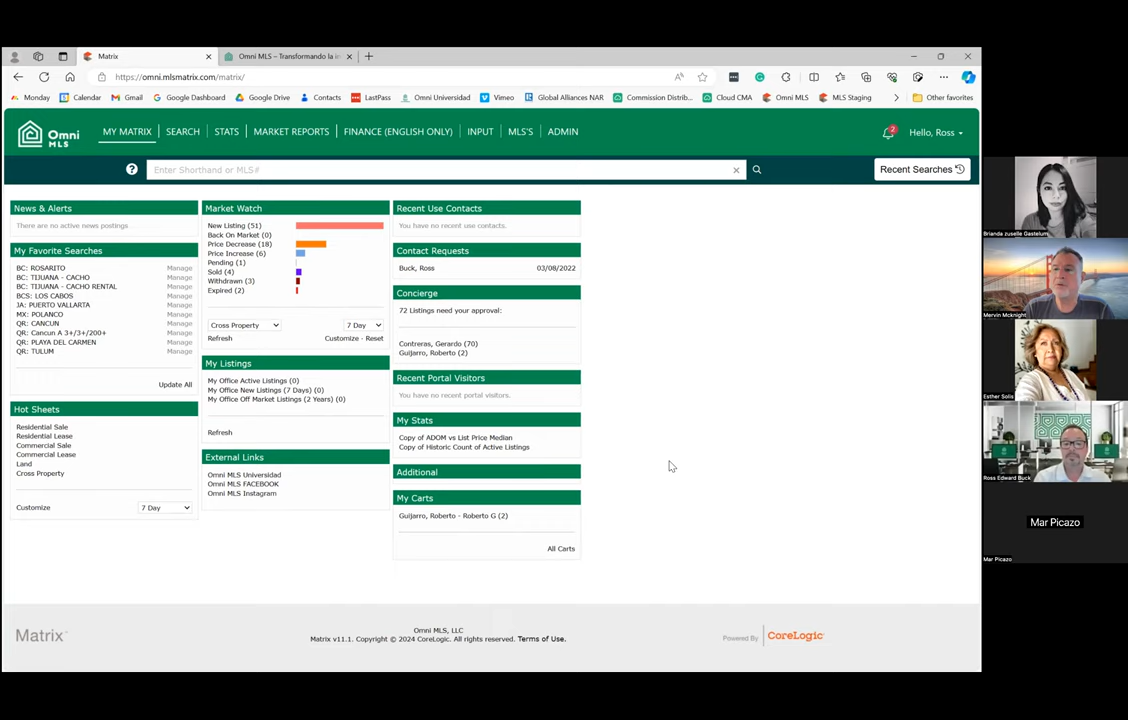 Matrix
Omni MLS – Transformando la in
https://omni.mlsmatrix.com/matrix/
Monday
Calendar
Gmail
Google Dashboard
Google Drive
Contacts
LastPass
Omni Universidad
Vimeo
Global Alliances NAR
Commission Distrib...
Cloud CMA
Omni MLS
MLS Staging
Other favorites
Omni
MLS
MY MATRIX
SEARCH
STATS
MARKET REPORTS
FINANCE (ENGLISH ONLY)
INPUT
MLS'S
ADMIN
2
Hello, Ross
?
Enter Shorthand or MLS#
Recent Searches
News & Alerts
There are no active news postings
My Favorite Searches
BC: ROSARITO Manage
BC: TIJUANA - CACHO Manage
BC: TIJUANA - CACHO RENTAL Manage
BCS: LOS CABOS Manage
JA: PUERTO VALLARTA Manage
MX: POLANCO Manage
QR: CANCUN Manage
QR: Cancun A 3+/3+/200+ Manage
QR: PLAYA DEL CARMEN Manage
QR: TULUM Manage
Update All
Hot Sheets
Residential Sale
Residential Lease
Commercial Sale
Commercial Lease
Land
Cross Property
Customize
7 Day
Market Watch
New Listing (51)
Back On Market (0)
Price Decrease (18)
Price Increase (6)
Pending (1)
Sold (4)
Withdrawn (3)
Expired (2)
Cross Property
7 Day
Refresh
Customize - Reset
My Listings
My Office Active Listings (0)
My Office New Listings (7 Days) (0)
My Office Off Market Listings (2 Years) (0)
Refresh
External Links
Omni MLS Universidad
Omni MLS FACEBOOK
Omni MLS Instagram
Recent Use Contacts
You have no recent use contacts.
Contact Requests
Buck, Ross 03/08/2022
Concierge
72 Listings need your approval:
Contreras, Gerardo (70)
Guijarro, Roberto (2)
Recent Portal Visitors
You have no recent portal visitors.
My Stats
Copy of ADOM vs List Price Median
Copy of Historic Count of Active Listings
Additional
My Carts
Guijarro, Roberto - Roberto G (2)
All Carts
Matrix
Omni MLS, LLC
Matrix v11.1. Copyright © 2024 CoreLogic. All rights reserved. Terms of Use.
Powered By CoreLogic
Brianda zuselle Gastelum
Mervin Mcknight
Esther Solis
Ross Edward Buck
Mar Picazo
Mar Picazo